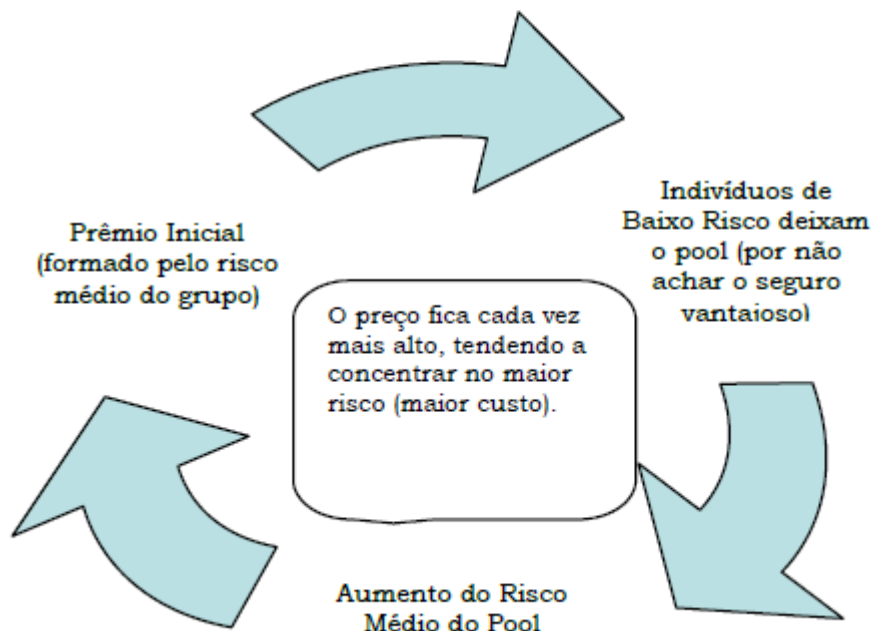 Prêmio Inicial
(formado pelo risco
médio do grupo)
Indivíduos de
Baixo Risco deixam
o pool (por não
achar o seguro
vantajoso)
O preço fica cada vez
mais alto, tendendo a
concentrar no maior
risco (maior custo).
Aumento do Risco
Médio do Pool